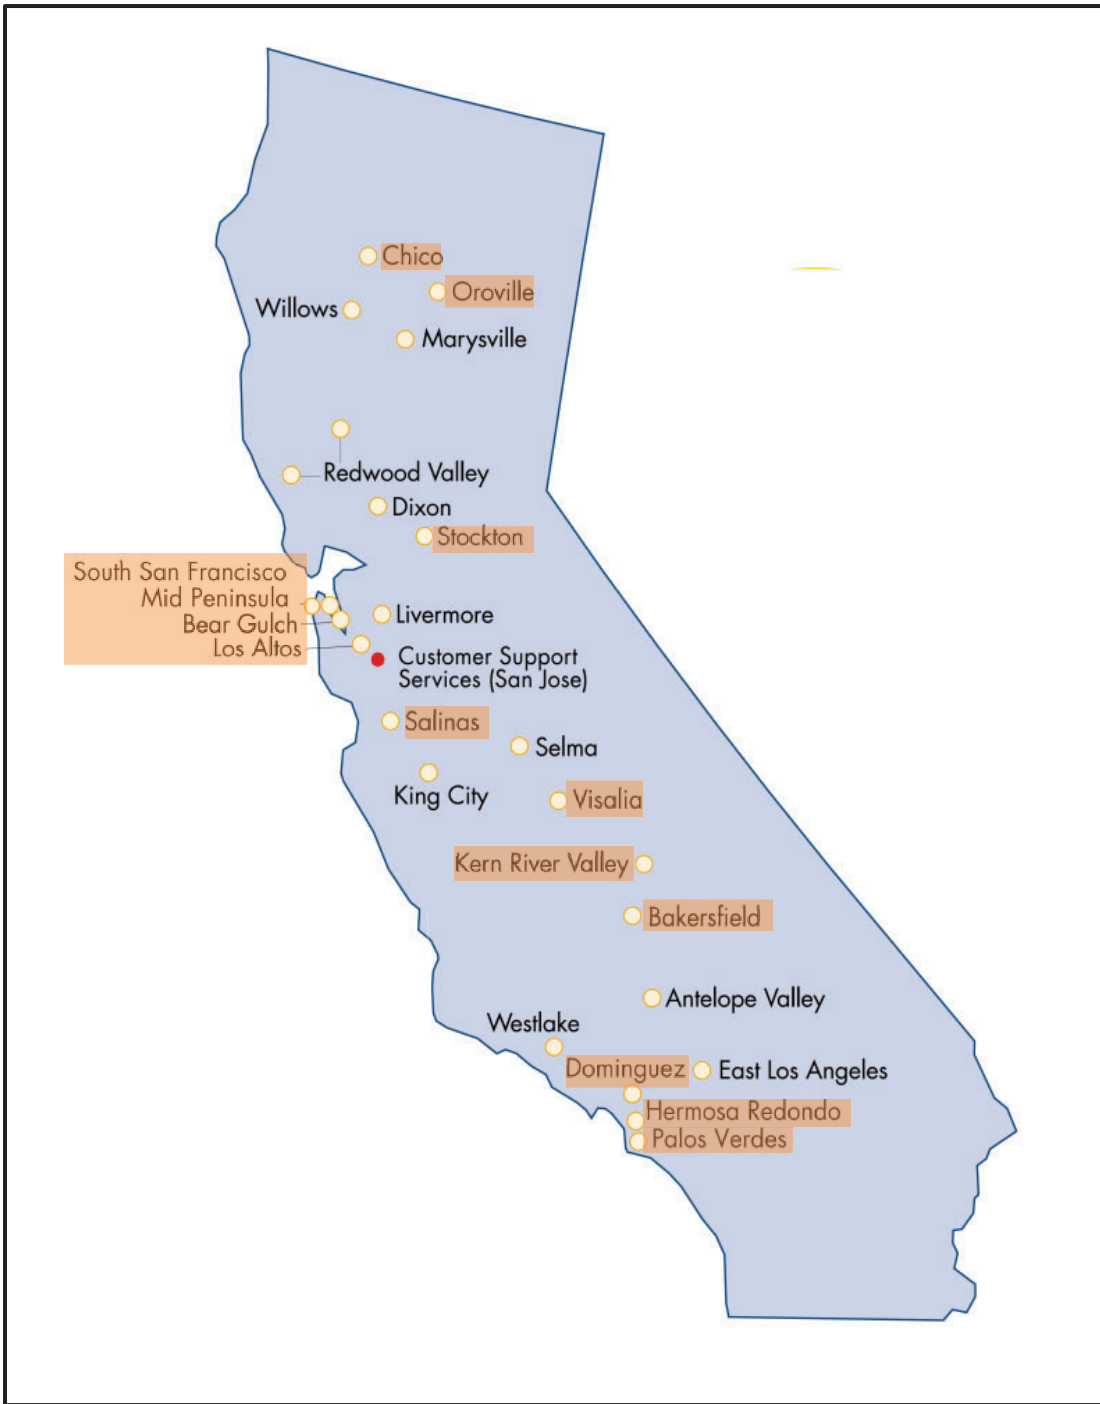 Chico
Oroville
Willows
Marysville
Redwood Valley
Dixon
Stockton
South San Francisco
Mid Peninsula
Bear Gulch
Livermore
Los Altos
Customer Support
Services (San Jose)
Salinas
Selma
King City
Visalia
Kern River Valley
Bakersfield
Antelope Valley
Westlake
Dominguez
East Los Angeles
Hermosa Redondo
Palos Verdes